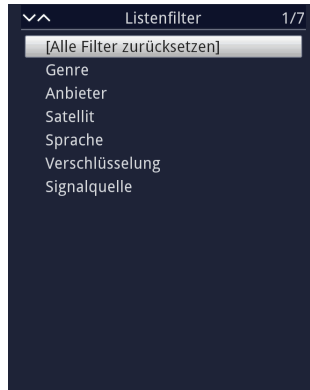 Listenfilter 1/7
[Alle Filter zurücksetzen]
Genre
Anbieter
Satellit
Sprache
Verschlüsselung
Signalquelle